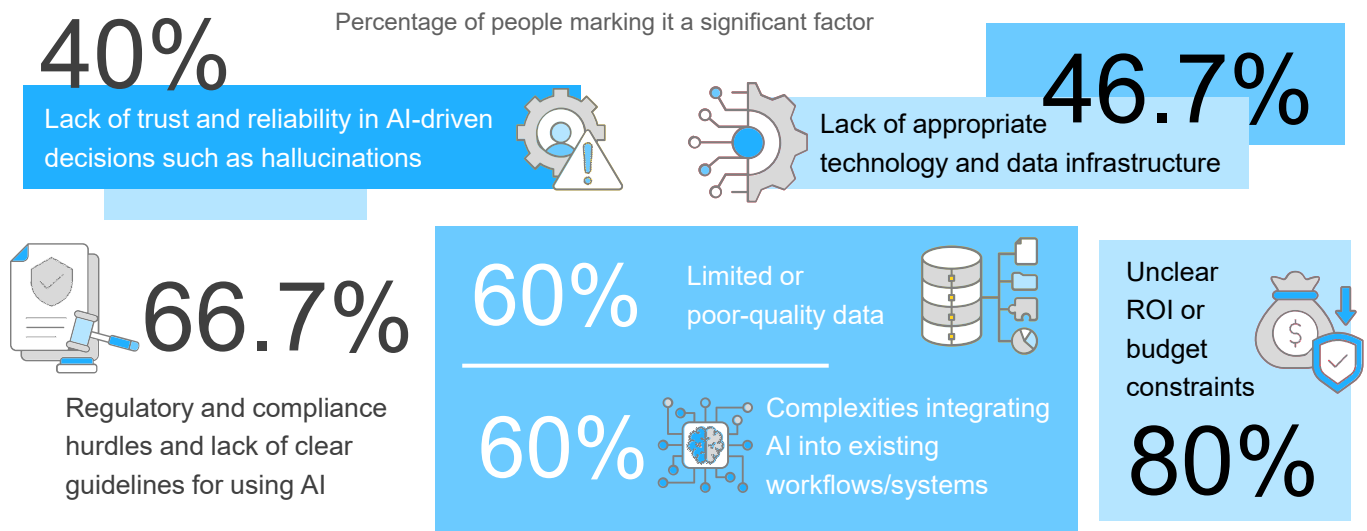 Percentage of people marking it a significant factor
40%
Lack of trust and reliability in AI-driven
decisions such as hallucinations
46.7%
Lack of appropriate
technology and data infrastructure
66.7%
Regulatory and compliance
hurdles and lack of clear
guidelines for using AI
60%
Limited or
poor-quality data
60%
Complexities integrating
AI into existing
workflows/systems
Unclear
ROI or
budget
constraints
$
80%